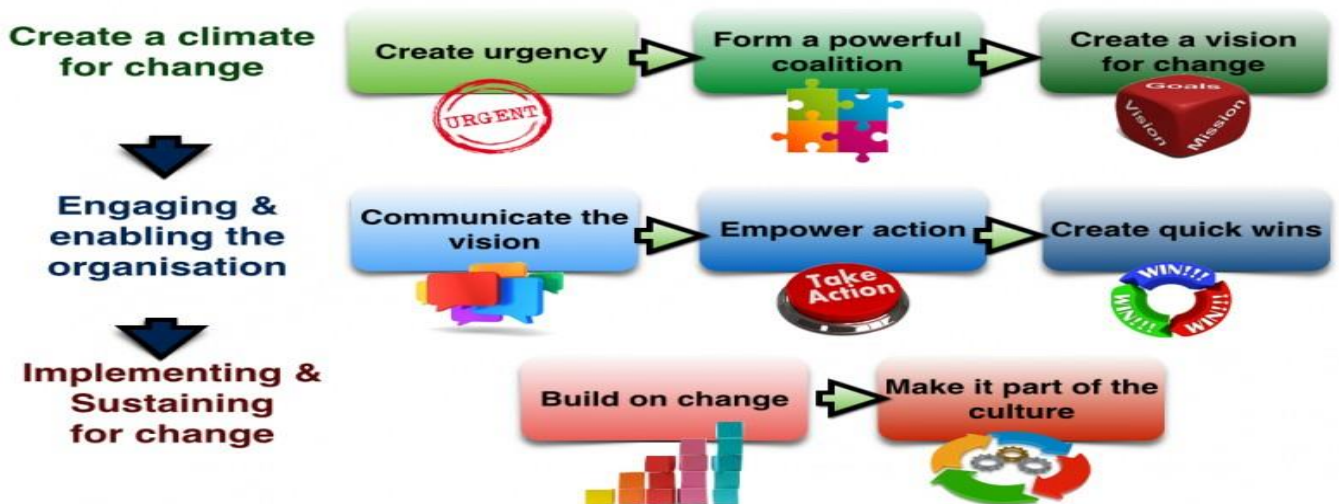 Create a climate
for change
Create urgency
URGENT
Form a powerful
coalition
Create a vision
for change
Goals
Vision
Mission
Engaging &
enabling the
organisation
Communicate the
vision
Empower action
Take
Action
Create quick wins
WIN!!!
WIN!!!
WIN!!!
Implementing &
Sustaining
for change
Build on change
Make it part of the
culture